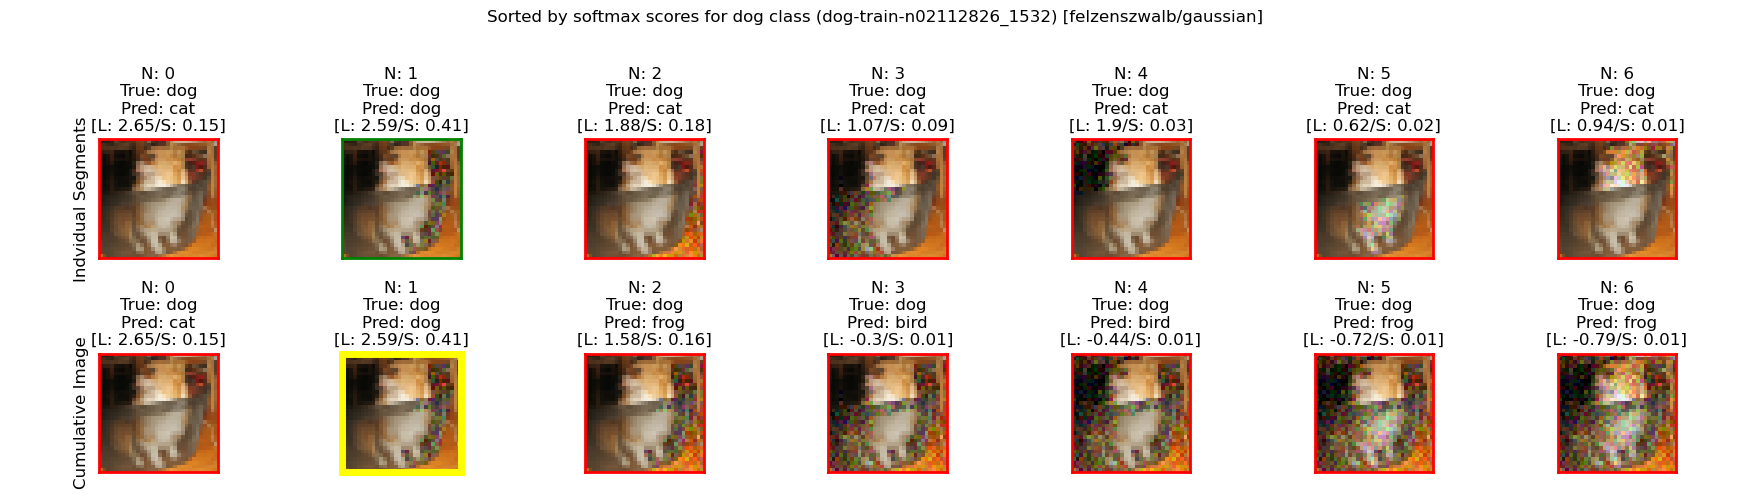 Sorted by softmax scores for dog class (dog-train-n02112826_1532) [felzenszwalb/gaussian]
Indvidual Segments
N: 0
True: dog
Pred: cat
[L: 2.65/S: 0.15]
N: 1
True: dog
Pred: dog
[L: 2.59/S: 0.41]
N: 2
True: dog
Pred: cat
[L: 1.88/S: 0.18]
N: 3
True: dog
Pred: cat
[L: 1.07/S: 0.09]
N: 4
True: dog
Pred: cat
[L: 1.9/S: 0.03]
N: 5
True: dog
Pred: cat
[L: 0.62/S: 0.02]
N: 6
True: dog
Pred: cat
[L: 0.94/S: 0.01]
Cumulative Image
N: 0
True: dog
Pred: cat
[L: 2.65/S: 0.15]
N: 1
True: dog
Pred: dog
[L: 2.59/S: 0.41]
N: 2
True: dog
Pred: frog
[L: 1.58/S: 0.16]
N: 3
True: dog
Pred: bird
[L: -0.3/S: 0.01]
N: 4
True: dog
Pred: bird
[L: -0.44/S: 0.01]
N: 5
True: dog
Pred: frog
[L: -0.72/S: 0.01]
N: 6
True: dog
Pred: frog
[L: -0.79/S: 0.01]